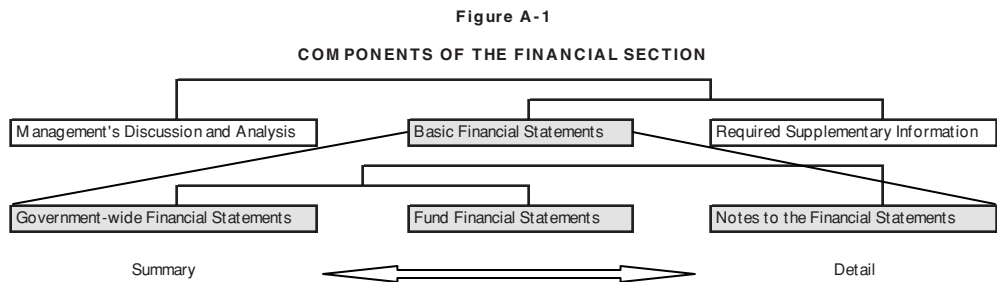 Figure A-1
COMPONENTS OF THE FINANCIAL SECTION
Management's Discussion and Analysis
Basic Financial Statements
Required Supplementary Information
Government-wide Financial Statements
Fund Financial Statements
Notes to the Financial Statements
Summary
Detail